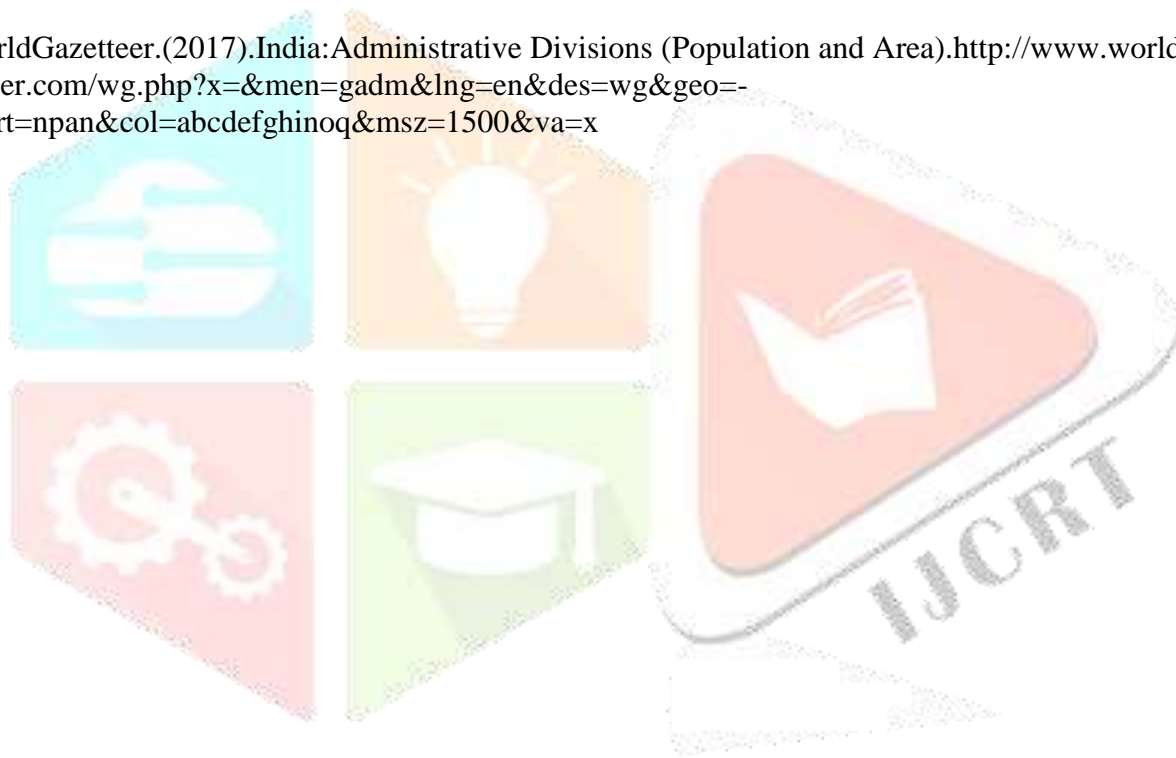 rldGazetteer.(2017).India:Administrative Divisions (Population and Area).http://www.world
er.com/wg.php?x=&men=gadm&lng=en&des=wg&geo=-
rt=npan&col=abcdefghinoq&msz=1500&va=x
IJCRT